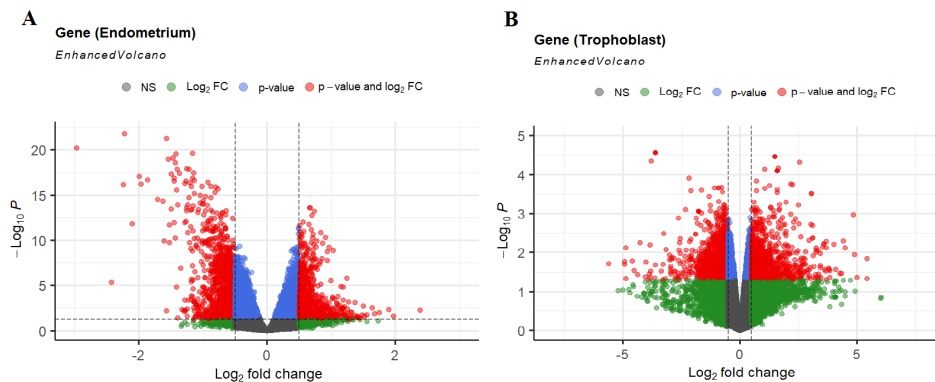 A
Gene (Endometrium)
EnhancedVolcano
NS Log₂ FC p-value p – value and log₂ FC
20
15
10
5
0
−Log₁₀ P
-2 0 2
Log₂ fold change
B
Gene (Trophoblast)
EnhancedVolcano
NS Log₂ FC p-value p – value and log₂ FC
5
4
3
2
1
0
−Log₁₀ P
-5 0 5
Log₂ fold change